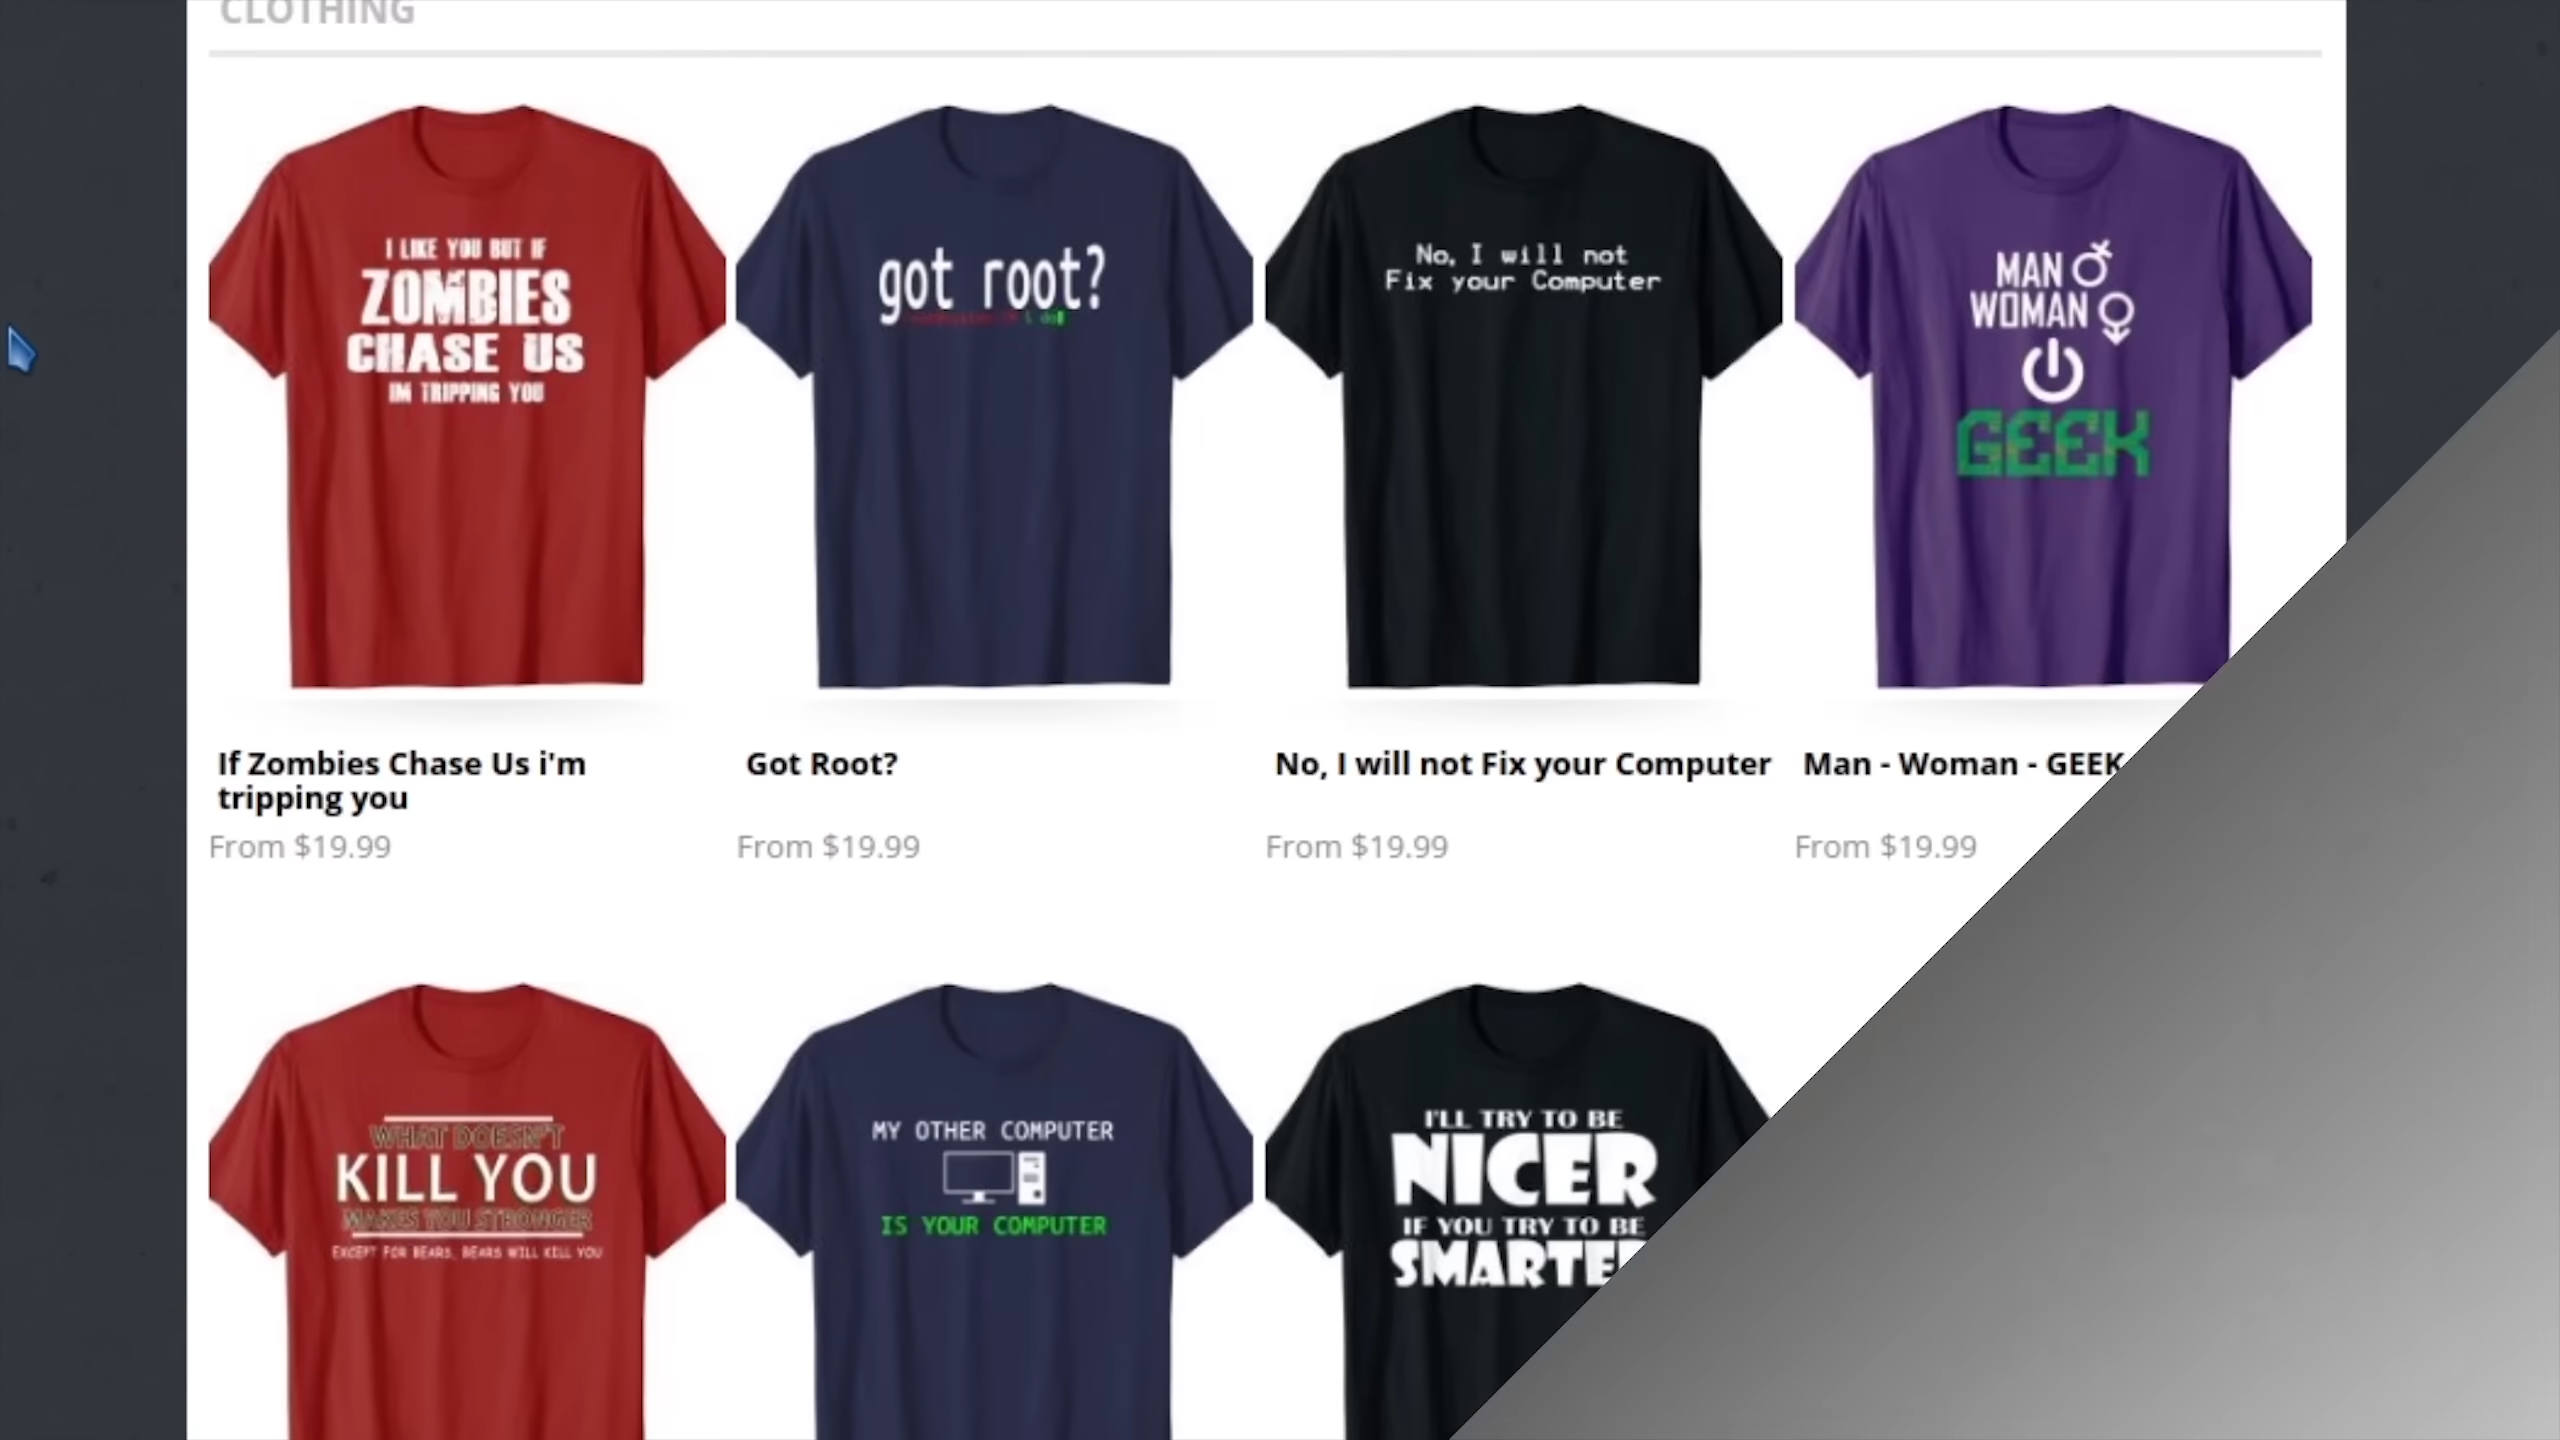 CLOTHING
I LIKE YOU BUT IF
ZOMBIES
CHASE US
IM TRIPPING YOU
got root?
i do
No, I will not
Fix your Computer
MAN
WOMAN
GEEK
If Zombies Chase Us i'm
tripping you
From $19.99
Got Root?
From $19.99
No, I will not Fix your Computer
From $19.99
Man - Woman - GEEK
From $19.99
WHAT DOESN'T
KILL YOU
MAKES YOU STRONGER
EXCEPT FOR BEARS, BEARS WILL KILL YOU
MY OTHER COMPUTER
IS YOUR COMPUTER
I'LL TRY TO BE
NICER
IF YOU TRY TO BE
SMARTE